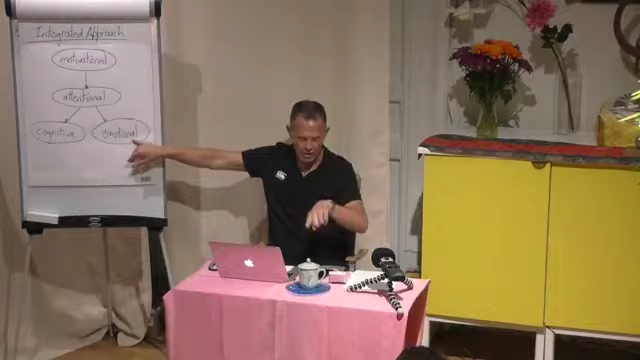 Integrated Approach
motivational
attentional
cognitive emotional